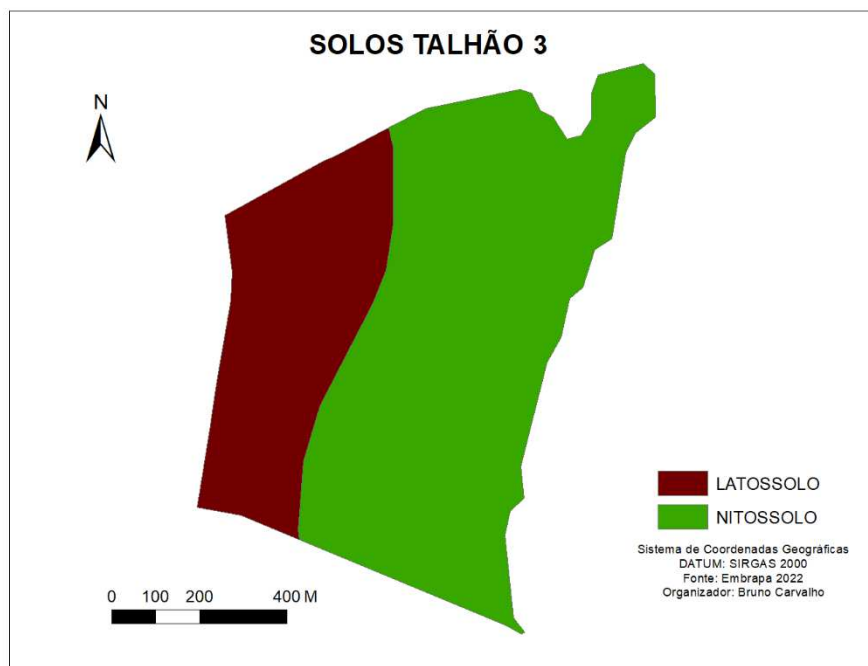 SOLOS TALHÃO 3
N
LATOSSOLO
NITOSSOLO
Sistema de Coordenadas Geográficas
DATUM: SIRGAS 2000
Fonte: Embrapa 2022
Organizador: Bruno Carvalho
0 100 200 400 M